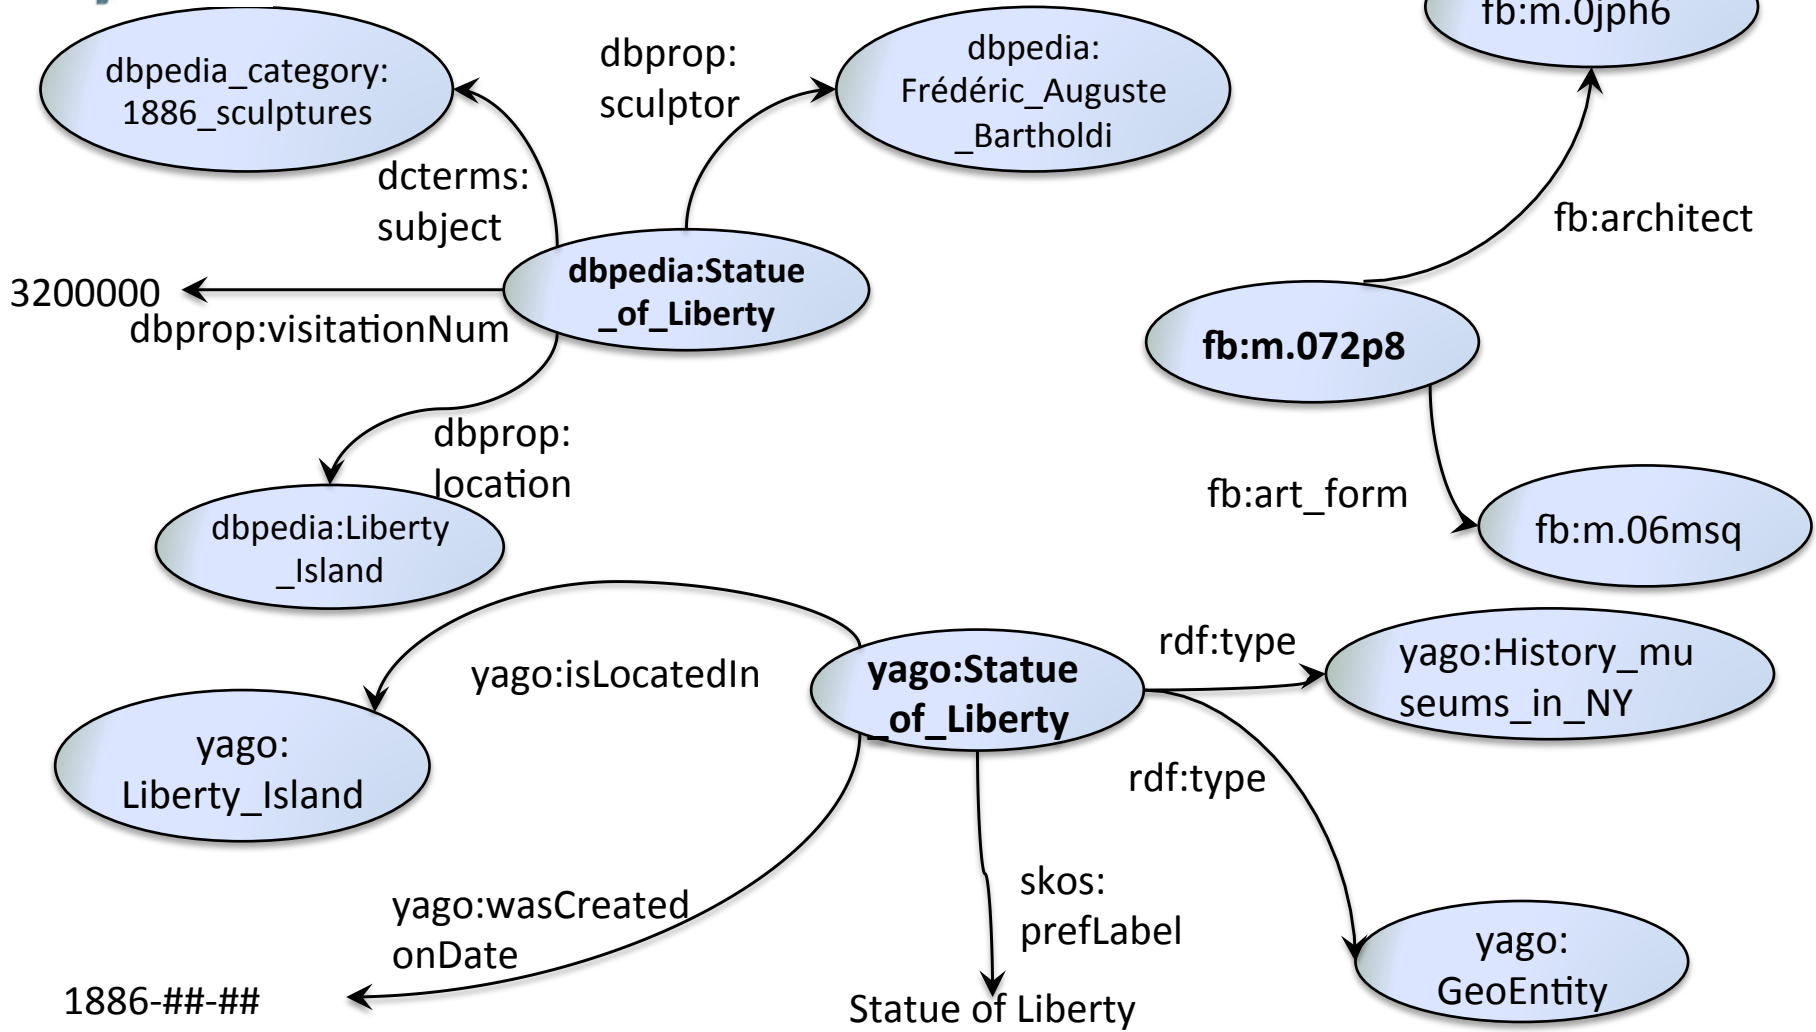 fb:m.0jph6
dbpedia_category:
1886_sculptures
dbprop:
sculptor
dbpedia:
Frédéric_Auguste
_Bartholdi
dcterms:
subject
fb:architect
dbpedia:Statue
_of_Liberty
3200000
dbprop:visitationNum
fb:m.072p8
dbprop:
location
fb:art_form
dbpedia:Liberty
_Island
fb:m.06msq
yago:isLocatedIn
yago:Statue
_of_Liberty
rdf:type
yago:History_mu
seums_in_NY
yago:
Liberty_Island
rdf:type
yago:wasCreated
onDate
skos:
prefLabel
yago:
GeoEntity
1886-##-##
Statue of Liberty